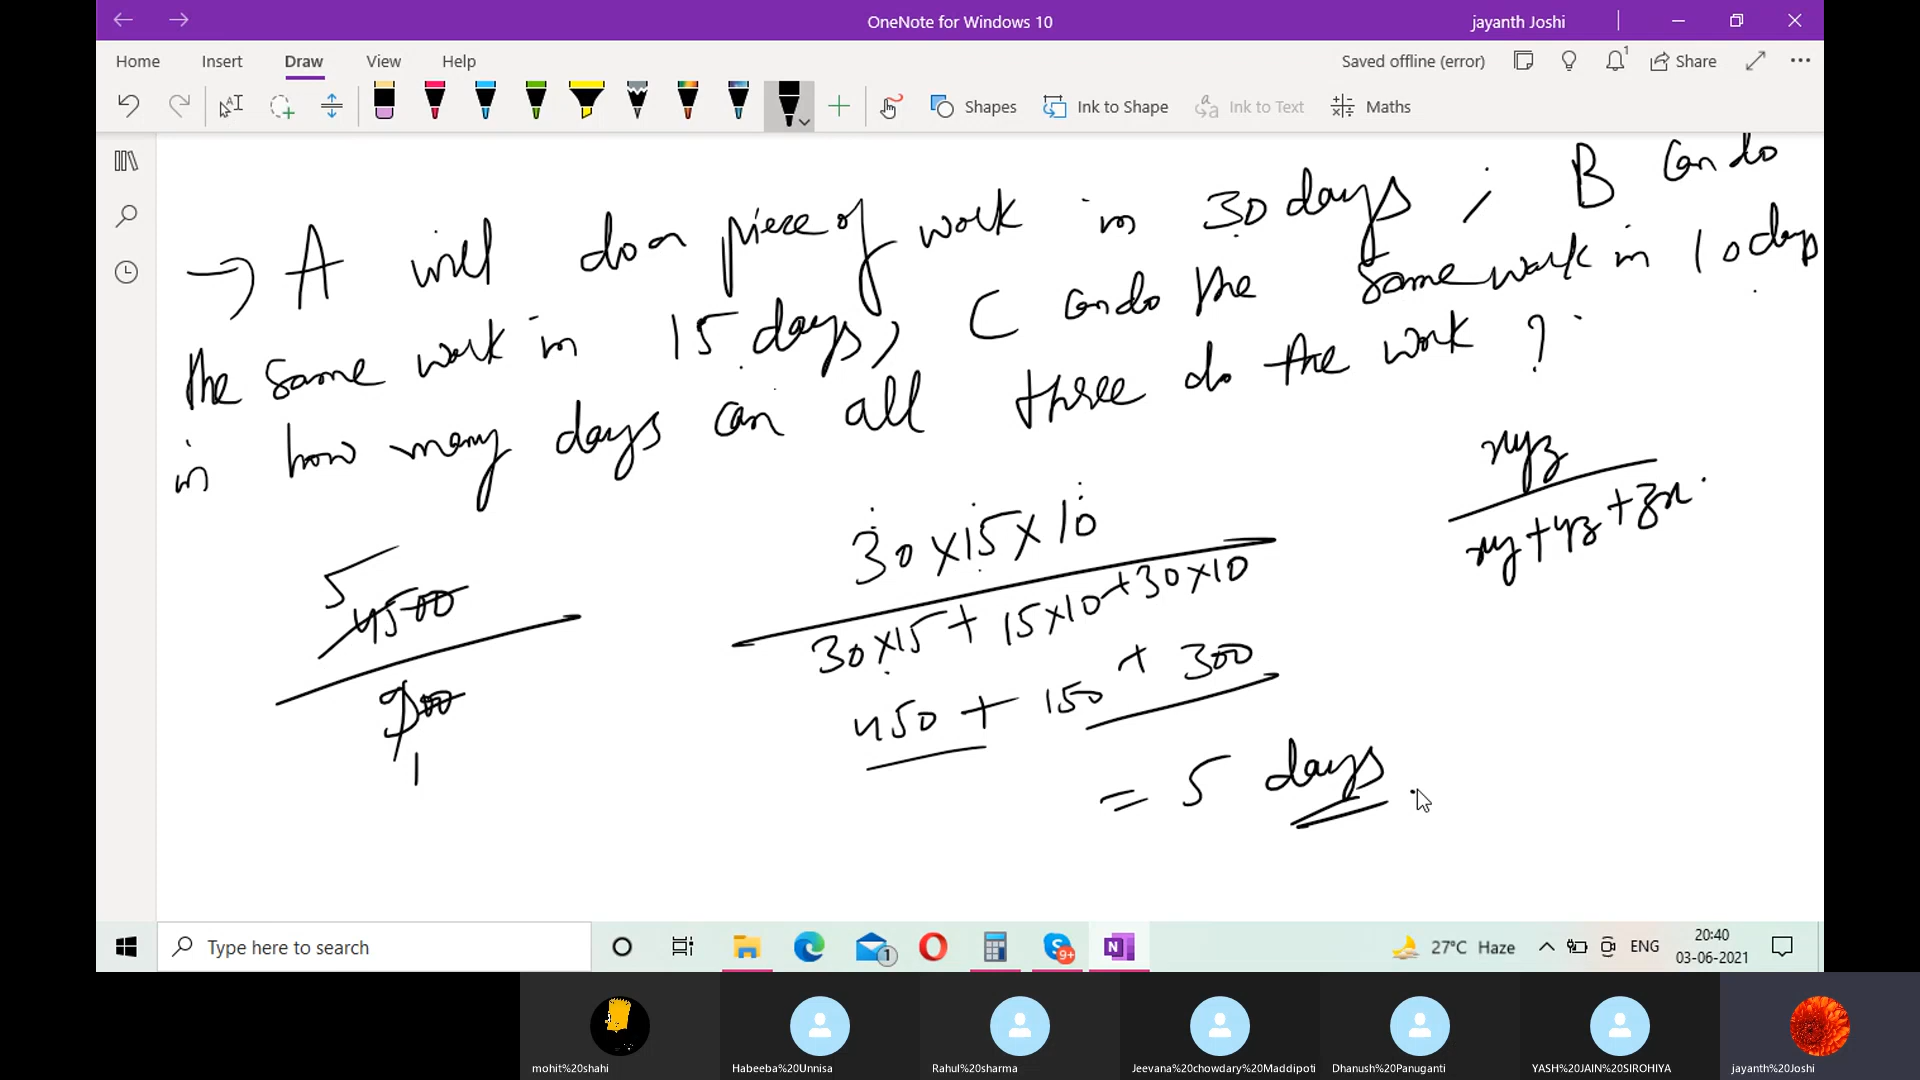 OneNote for Windows 10
jayanth Joshi
Home Insert Draw View Help
Saved offline (error)
1
Share
Shapes
Ink to Shape
Ink to Text
Maths
→ A will do a piece of work in 30 days, B can do
the same work in 15 days, C can do the same work in 10 days
in how many days can all three do the work ?
xyz
xy+yz+zx
30×15×10
30×15+15×10+30×10
450 + 150 + 300
5
4500
900
1
= 5 days
Type here to search
1
9+
27°C Haze
ENG
20:40
03-06-2021
mohit%20shahi
Habeeba%20Unnisa
Rahul%20sharma
Jeevana%20chowdary%20Maddipoti
Dhanush%20Panuganti
YASH%20JAIN%20SIROHIYA
jayanth%20Joshi